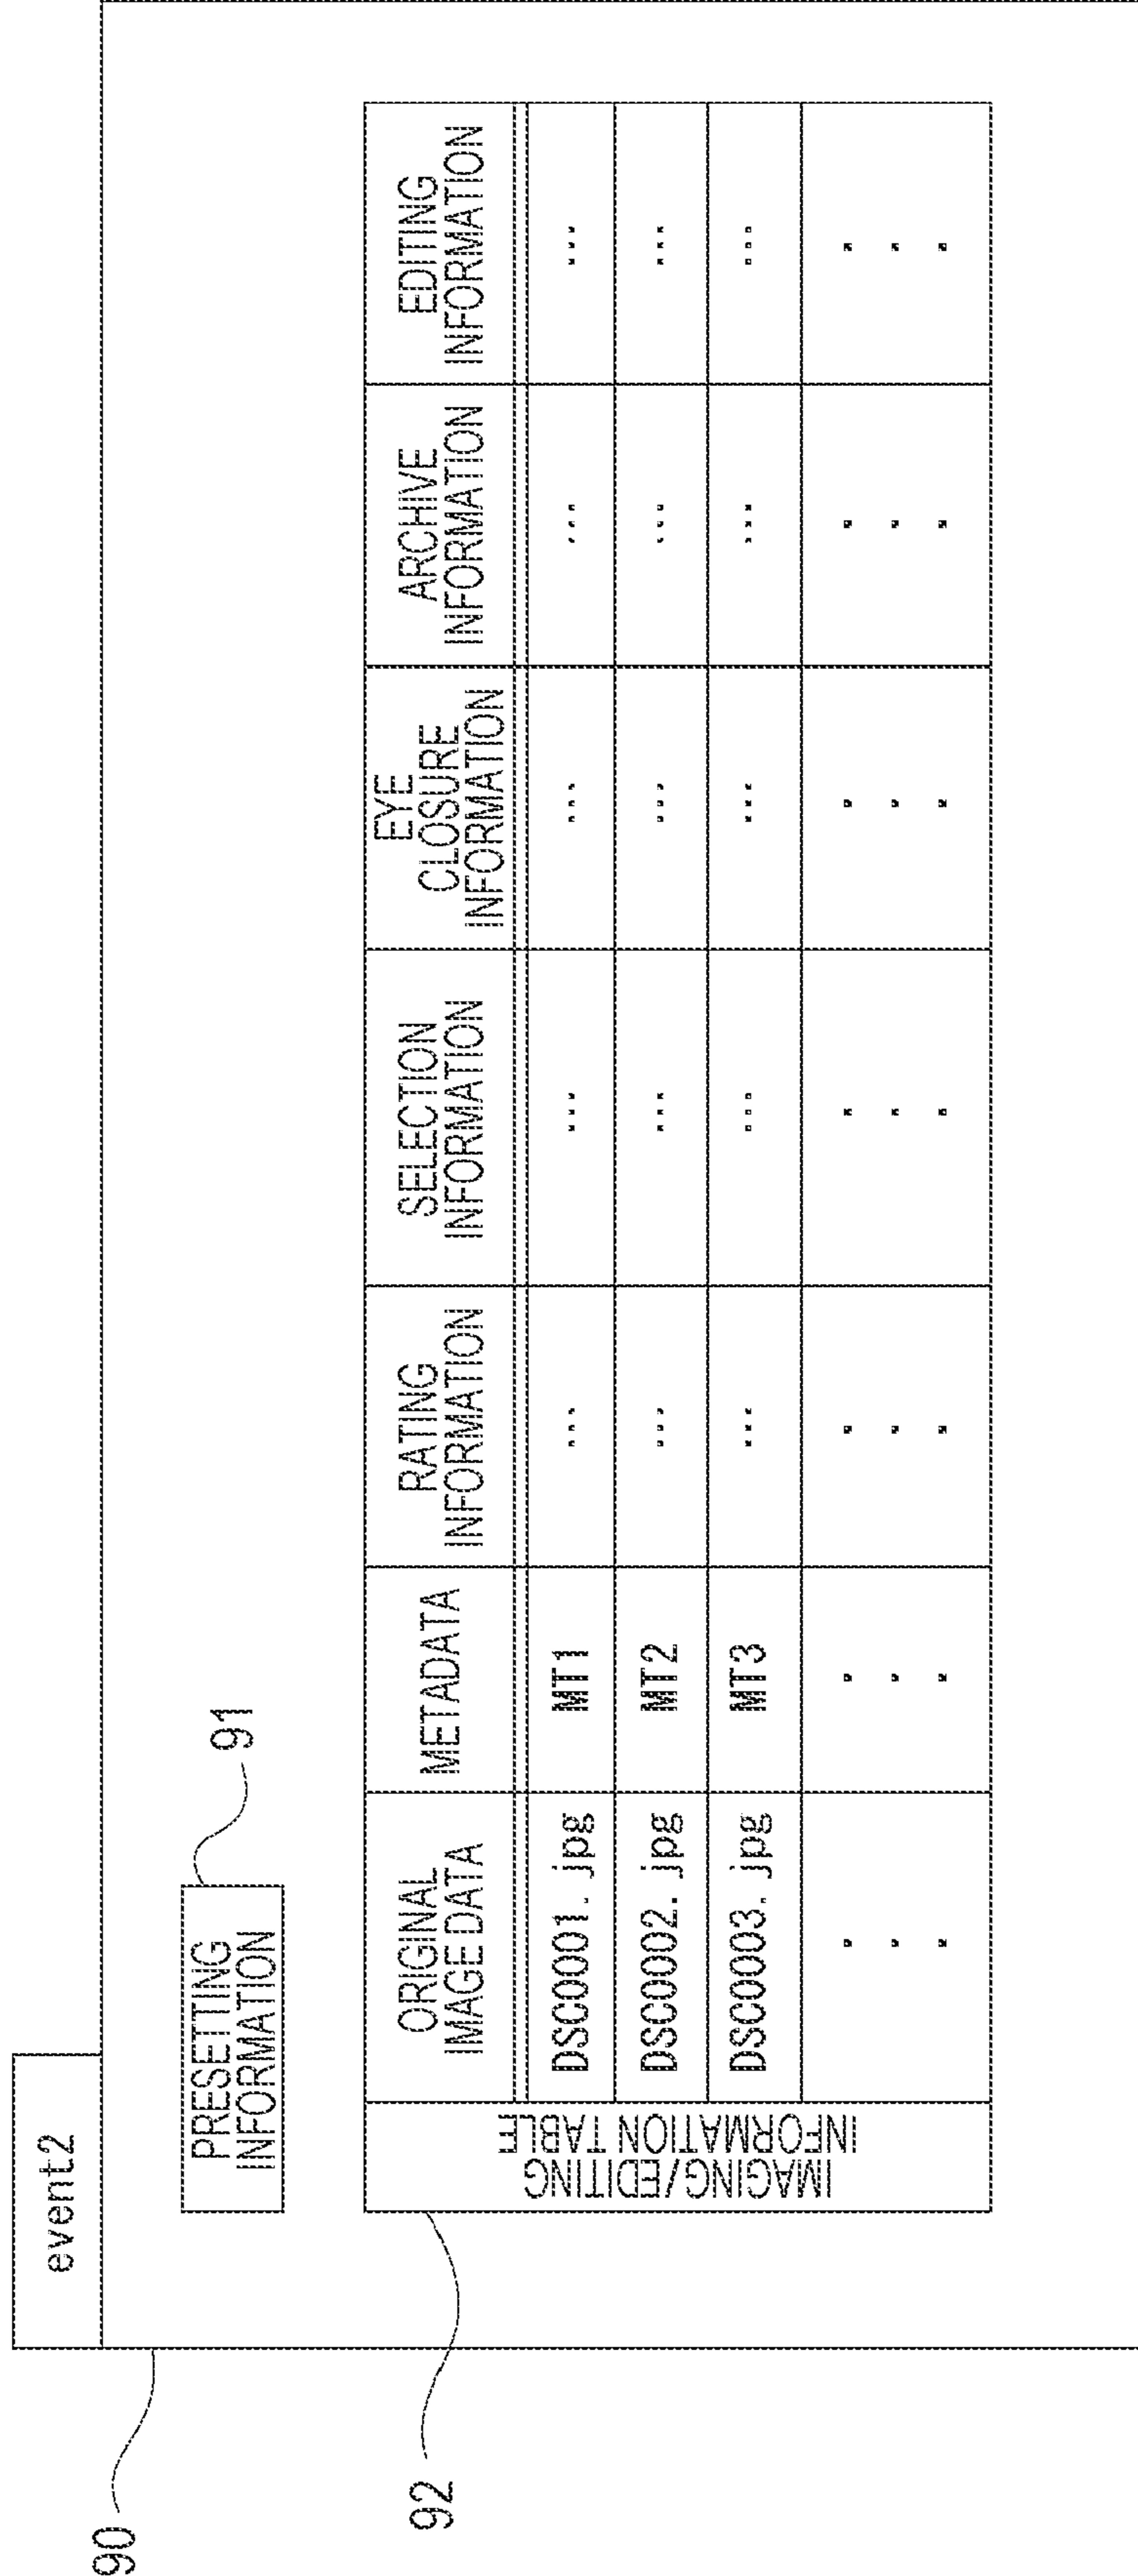 event2
90
PRESETTING
INFORMATION
91
92
IMAGING/EDITING
INFORMATION TABLE
ORIGINAL
IMAGE DATA
METADATA
RATING
INFORMATION
SELECTION
INFORMATION
EYE
CLOSURE
INFORMATION
ARCHIVE
INFORMATION
EDITING
INFORMATION
DSC0001.jpg
MT1
...
...
...
...
...
DSC0002.jpg
MT2
...
...
...
...
...
DSC0003.jpg
MT3
...
...
...
...
...